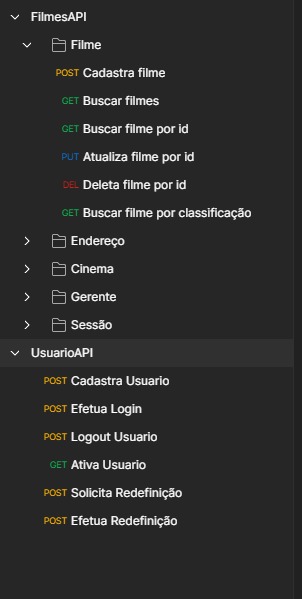 FilmesAPI
Filme
POST Cadastra filme
GET Buscar filmes
GET Buscar filme por id
PUT Atualiza filme por id
DEL Deleta filme por id
GET Buscar filme por classificação
Endereço
Cinema
Gerente
Sessão
UsuarioAPI
POST Cadastra Usuario
POST Efetua Login
POST Logout Usuario
GET Ativa Usuario
POST Solicita Redefinição
POST Efetua Redefinição